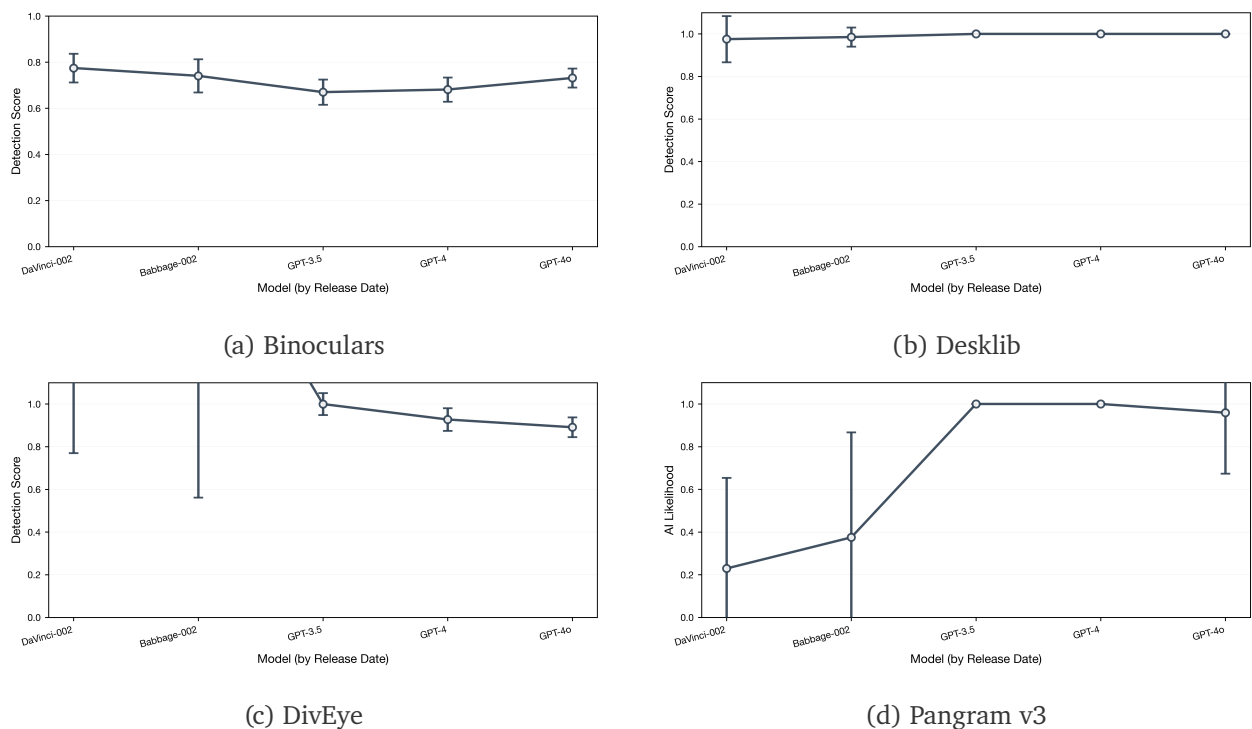 1.0
0.8
0.6
0.4
0.2
0.0
Detection Score
DaVinci-002
Babbage-002
GPT-3.5
GPT-4
GPT-4o
Model (by Release Date)
(a) Binoculars
1.0
0.8
0.6
0.4
0.2
0.0
Detection Score
DaVinci-002
Babbage-002
GPT-3.5
GPT-4
GPT-4o
Model (by Release Date)
(b) Desklib
1.0
0.8
0.6
0.4
0.2
0.0
Detection Score
DaVinci-002
Babbage-002
GPT-3.5
GPT-4
GPT-4o
Model (by Release Date)
(c) DivEye
1.0
0.8
0.6
0.4
0.2
0.0
AI Likelihood
DaVinci-002
Babbage-002
GPT-3.5
GPT-4
GPT-4o
Model (by Release Date)
(d) Pangram v3